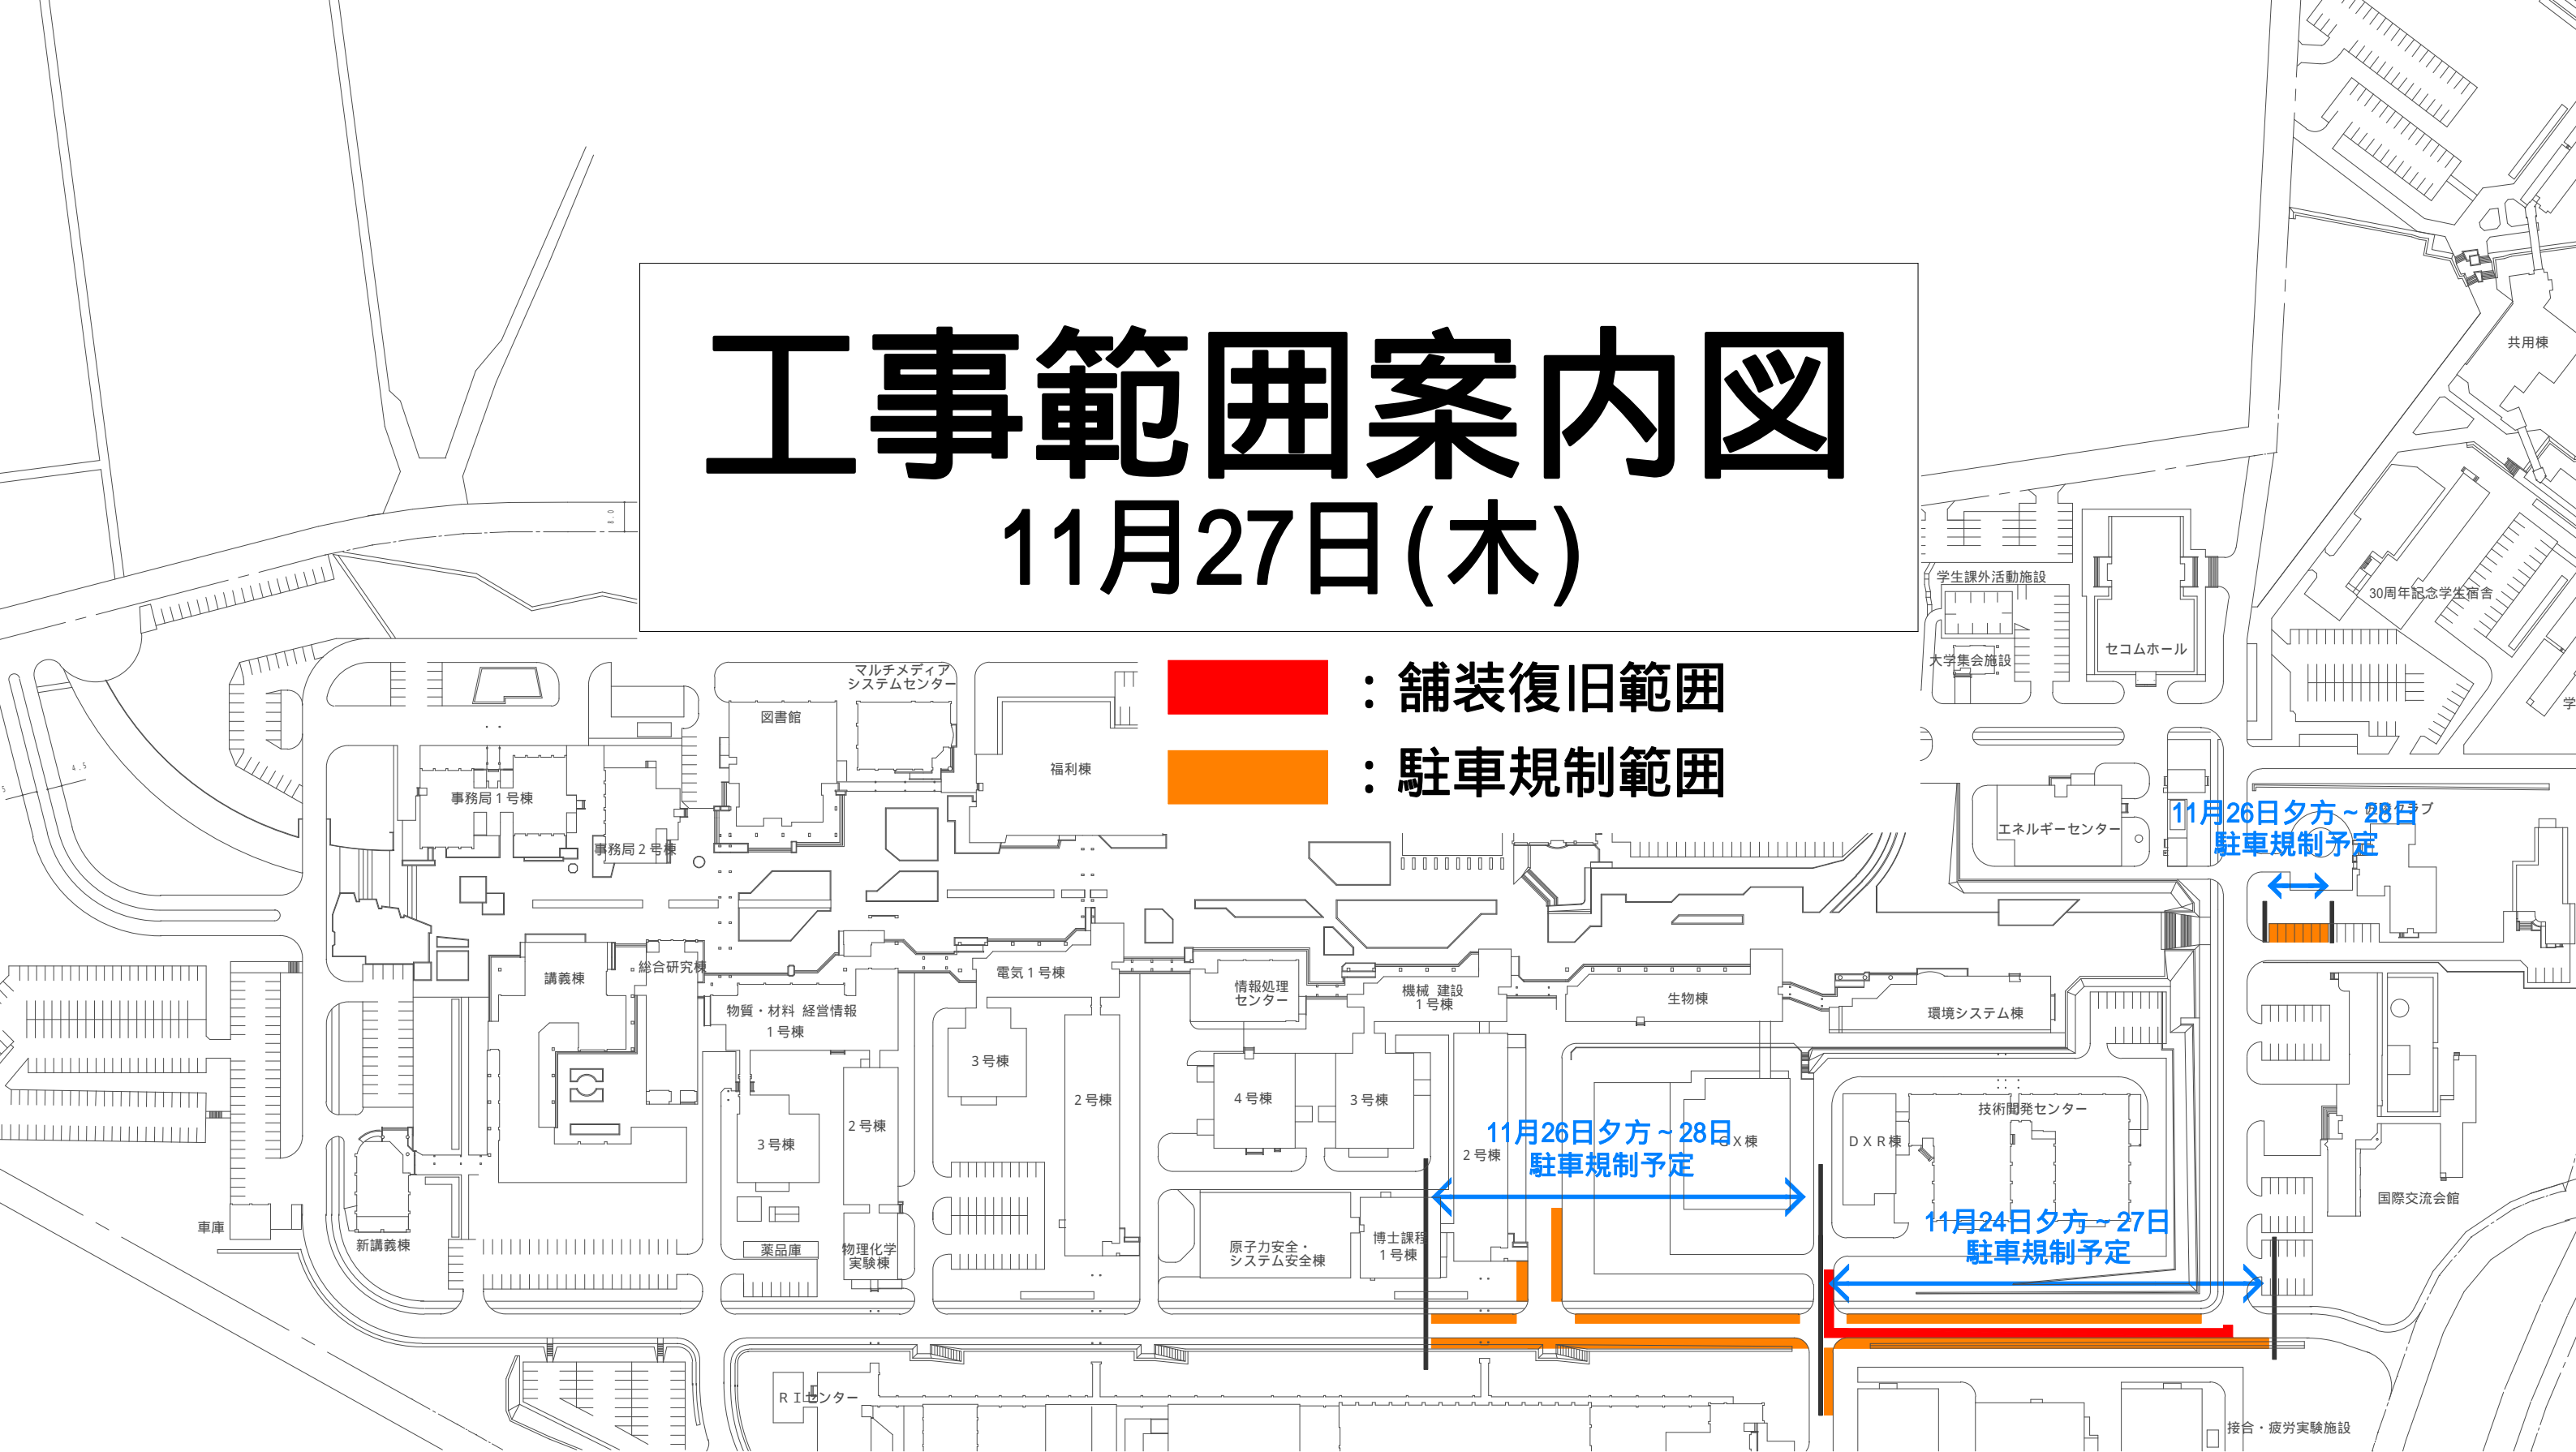 工事範囲案内図
11月27日(木)
：舗装復旧範囲
：駐車規制範囲
共用棟
30周年記念学生宿舎
学生課外活動施設
大学集会施設
セコムホール
学
8.0
4.5
5
マルチメディア
システムセンター
図書館
福利棟
事務局1号棟
事務局2号棟
エネルギーセンター
11月26日夕方～28日
駐車規制予定
講義棟
総合研究棟
電気1号棟
情報処理
センター
機械 建設
1号棟
生物棟
環境システム棟
物質・材料 経営情報
1号棟
3号棟
2号棟
4号棟
3号棟
技術開発センター
3号棟
2号棟
11月26日夕方～28日
駐車規制予定
2号棟
X棟
DXR棟
国際交流会館
車庫
新講義棟
薬品庫
物理化学
実験棟
原子力安全・
システム安全棟
博士課程
1号棟
11月24日夕方～27日
駐車規制予定
RIセンター
接合・疲労実験施設